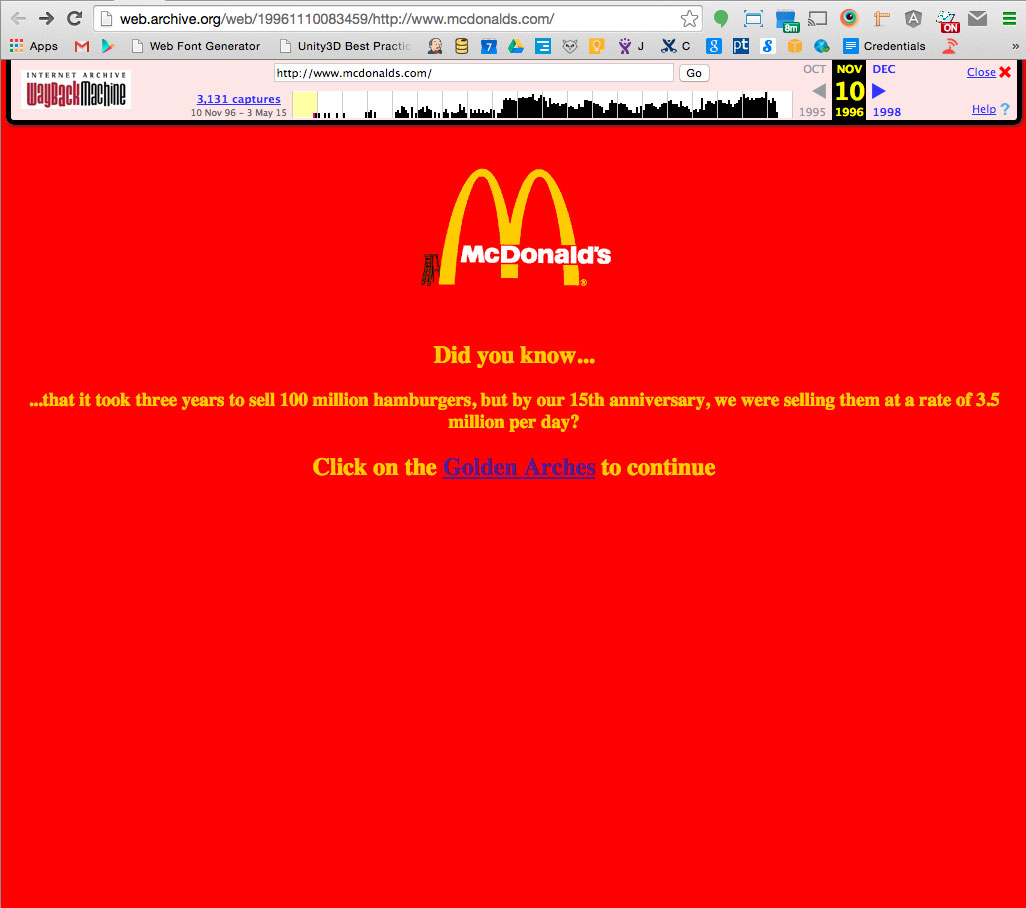 web.archive.org/web/19961110083459/http://www.mcdonalds.com/
8m
ON
Apps
Web Font Generator
Unity3D Best Practic
7
J
C
8
pt
Credentials
»
INTERNET ARCHIVE
WayBackMachine
http://www.mcdonalds.com/
Go
3,131 captures
10 Nov 96 – 3 May 15
OCT
NOV
DEC
10
1995
1996
1998
Close
Help ?
McDonald's
®
Did you know...
...that it took three years to sell 100 million hamburgers, but by our 15th anniversary, we were selling them at a rate of 3.5
million per day?
Click on the Golden Arches to continue